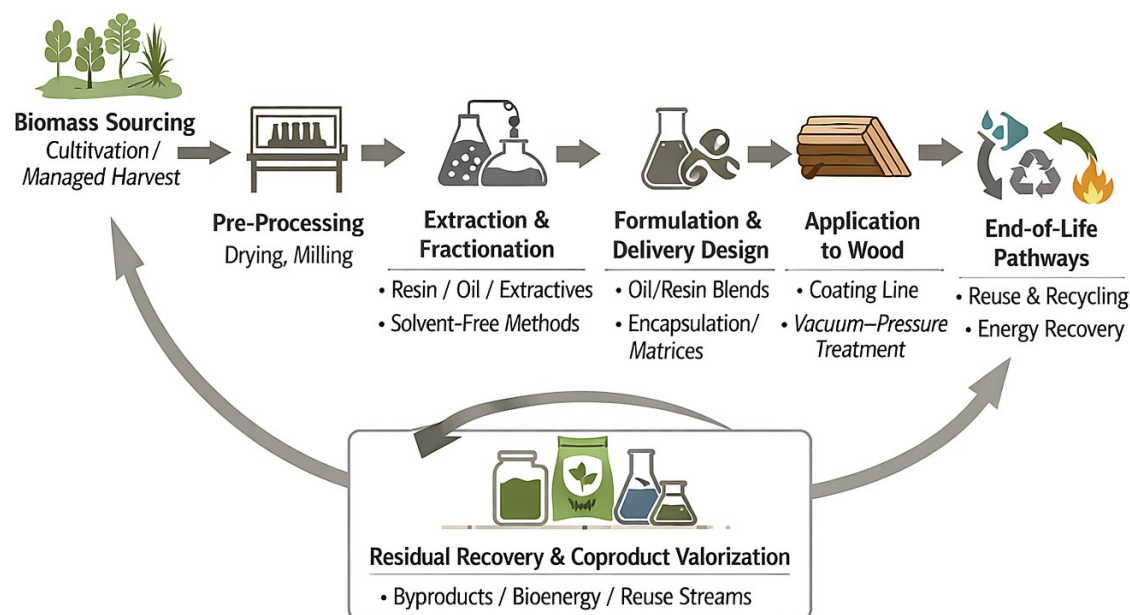 Biomass Sourcing
Cultitvation /
Managed Harvest
Pre-Processing
Drying, Milling
Extraction &
Fractionation
• Resin / Oil / Extractives
• Solvent-Free Methods
Formulation &
Delivery Design
• Oil/Resin Blends
• Encapsulation/
Matrices
Application
to Wood
• Coating Line
• Vacuum–Pressure
Treatment
End-of-Life
Pathways
• Reuse & Recycling
• Energy Recovery
Residual Recovery & Coproduct Valorization
• Byproducts / Bioenergy / Reuse Streams